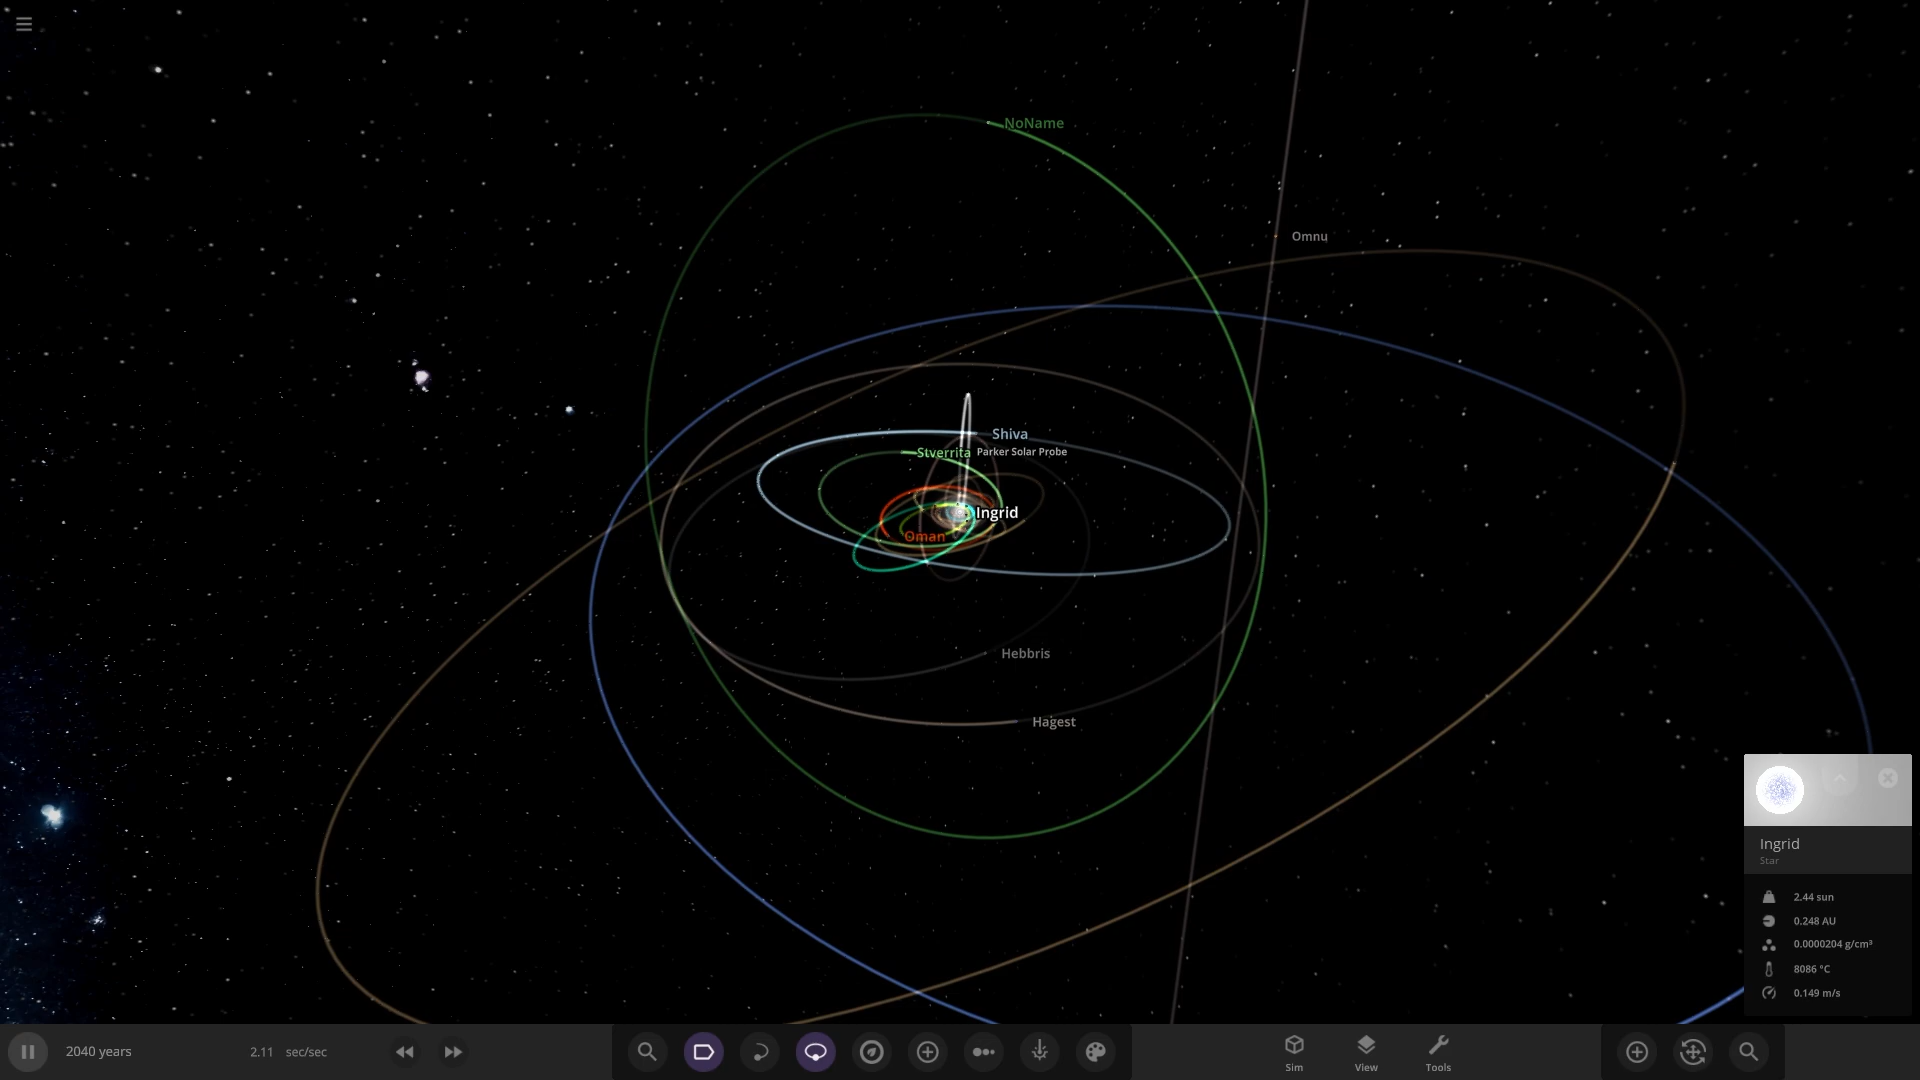 NoName
Omnu
Shiva
Stverrita
Parker Solar Probe
Ingrid
Oman
Hebbris
Hagest
Ingrid
Star
2.44 sun
0.248 AU
0.0000204 g/cm³
8086 °C
0.149 m/s
2040 years
2.11 sec/sec
Sim
View
Tools